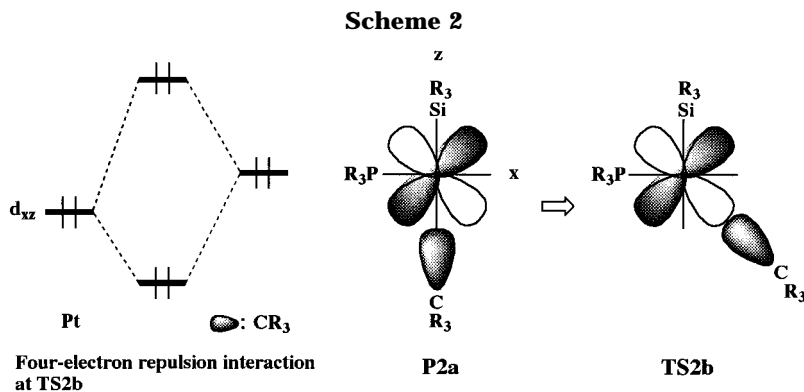 Scheme 2
z
R3
Si
R3P
x
C
R3
P2a
R3
Si
R3P
C
R3
TS2b
dxz
Pt
: CR3
Four-electron repulsion interaction
at TS2b